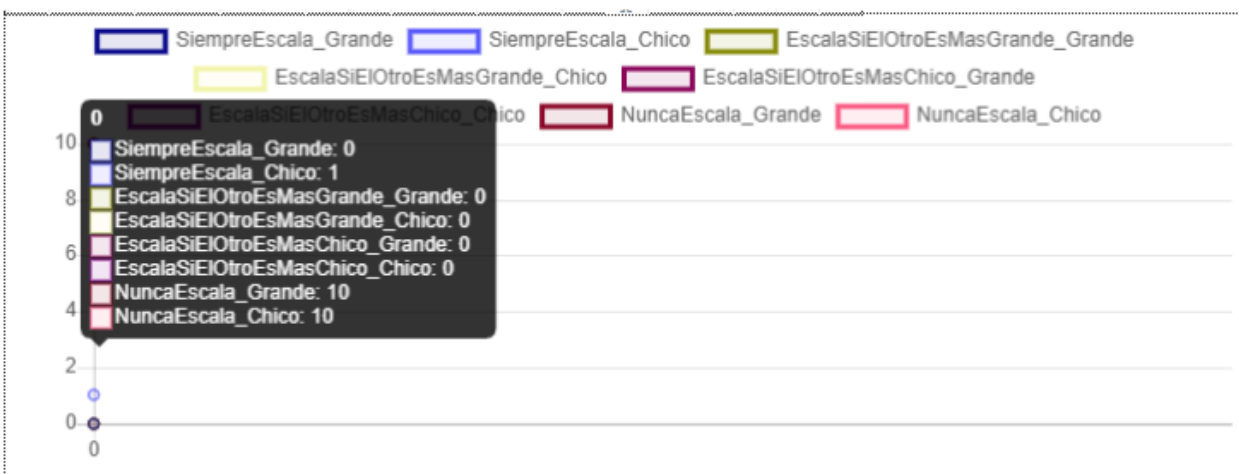 SiempreEscala_Grande SiempreEscala_Chico EscalaSiElOtroEsMasGrande_Grande
EscalaSiElOtroEsMasGrande_Chico EscalaSiElOtroEsMasChico_Grande
EscalaSiElOtroEsMasChico_Chico NuncaEscala_Grande NuncaEscala_Chico
0
SiempreEscala_Grande: 0
SiempreEscala_Chico: 1
EscalaSiElOtroEsMasGrande_Grande: 0
EscalaSiElOtroEsMasGrande_Chico: 0
EscalaSiElOtroEsMasChico_Grande: 0
EscalaSiElOtroEsMasChico_Chico: 0
NuncaEscala_Grande: 10
NuncaEscala_Chico: 10
10
8
6
4
2
0
0